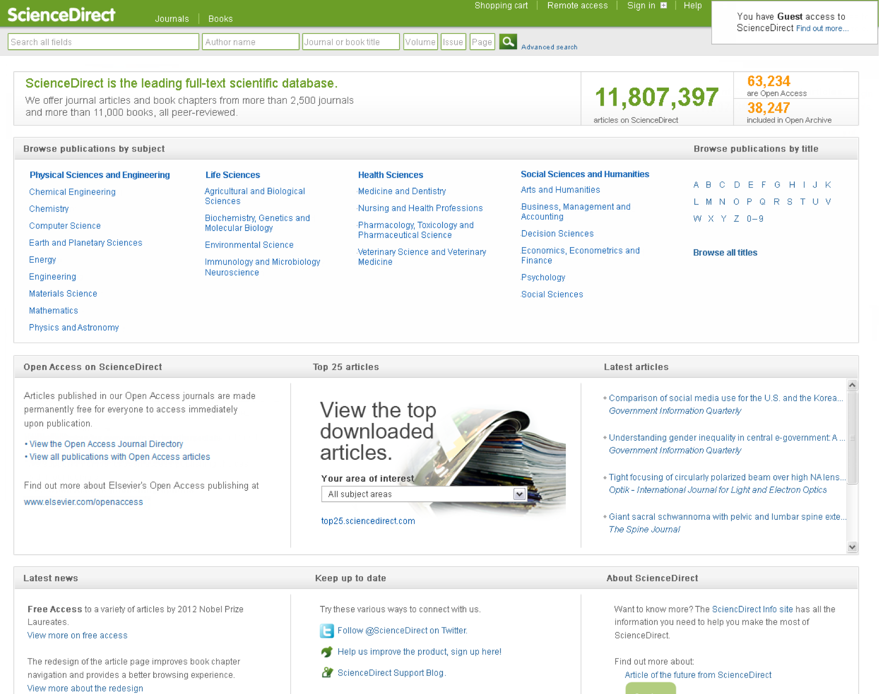 ScienceDirect
Journals | Books
Shopping cart | Remote access | Sign in | Help
You have Guest access to
ScienceDirect Find out more...
Search all fields
Author name
Journal or book title
Volume
Issue
Page
Advanced search
ScienceDirect is the leading full-text scientific database.
We offer journal articles and book chapters from more than 2,500 journals
and more than 11,000 books, all peer-reviewed.
11,807,397
articles on ScienceDirect
63,234
are Open Access
38,247
included in Open Archive
Browse publications by subject
Physical Sciences and Engineering
Chemical Engineering
Chemistry
Computer Science
Earth and Planetary Sciences
Energy
Engineering
Materials Science
Mathematics
Physics and Astronomy
Life Sciences
Agricultural and Biological
Sciences
Biochemistry, Genetics and
Molecular Biology
Environmental Science
Immunology and Microbiology
Neuroscience
Health Sciences
Medicine and Dentistry
Nursing and Health Professions
Pharmacology, Toxicology and
Pharmaceutical Science
Veterinary Science and Veterinary
Medicine
Social Sciences and Humanities
Arts and Humanities
Business, Management and
Accounting
Decision Sciences
Economics, Econometrics and
Finance
Psychology
Social Sciences
Browse publications by title
A B C D E F G H I J K
L M N O P Q R S T U V
W X Y Z 0-9
Browse all titles
Open Access on ScienceDirect
Articles published in our Open Access journals are made
permanently free for everyone to access immediately
upon publication.
• View the Open Access Journal Directory
• View all publications with Open Access articles
Find out more about Elsevier's Open Access publishing at
www.elsevier.com/openaccess
Top 25 articles
View the top
downloaded
articles.
Your area of interest
All subject areas
top25.sciencedirect.com
Latest articles
• Comparison of social media use for the U.S. and the Korea...
Government Information Quarterly
• Understanding gender inequality in central e-government: A ...
Government Information Quarterly
• Tight focusing of circularly polarized beam over high NA lens...
Optik - International Journal for Light and Electron Optics
• Giant sacral schwannoma with pelvic and lumbar spine exte...
The Spine Journal
Latest news
Free Access to a variety of articles by 2012 Nobel Prize
Laureates.
View more on free access
The redesign of the article page improves book chapter
navigation and provides a better browsing experience.
View more about the redesign
Keep up to date
Try these various ways to connect with us.
Follow @ScienceDirect on Twitter.
Help us improve the product, sign up here!
ScienceDirect Support Blog.
About ScienceDirect
Want to know more? The SciencDirect Info site has all the
information you need to help you make the most of
ScienceDirect.
Find out more about:
Article of the future from ScienceDirect